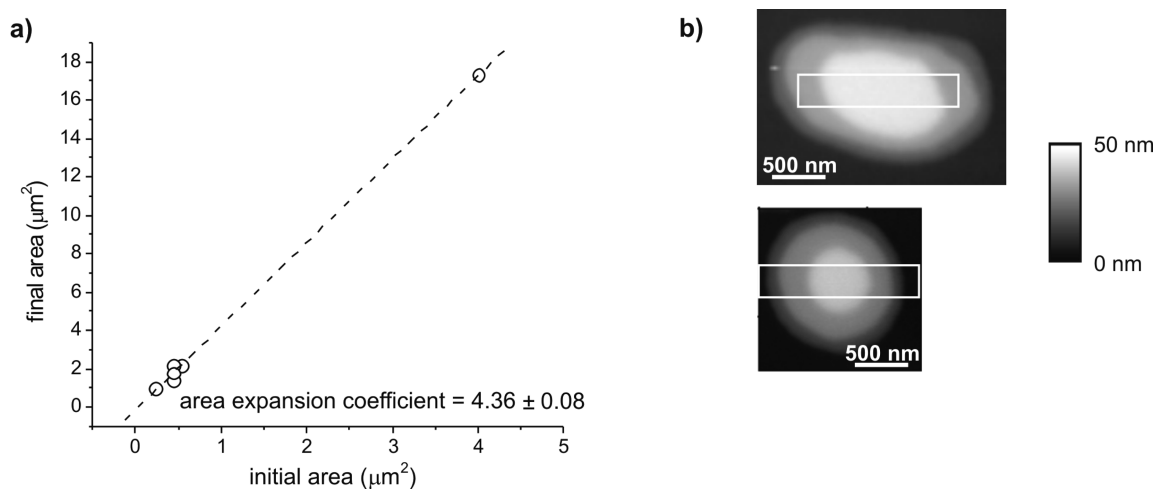 a)
final area (μm²)
18
16
14
12
10
8
6
4
2
0
area expansion coefficient = 4.36 ± 0.08
0
1
2
3
4
5
initial area (μm²)
b)
500 nm
500 nm
50 nm
0 nm